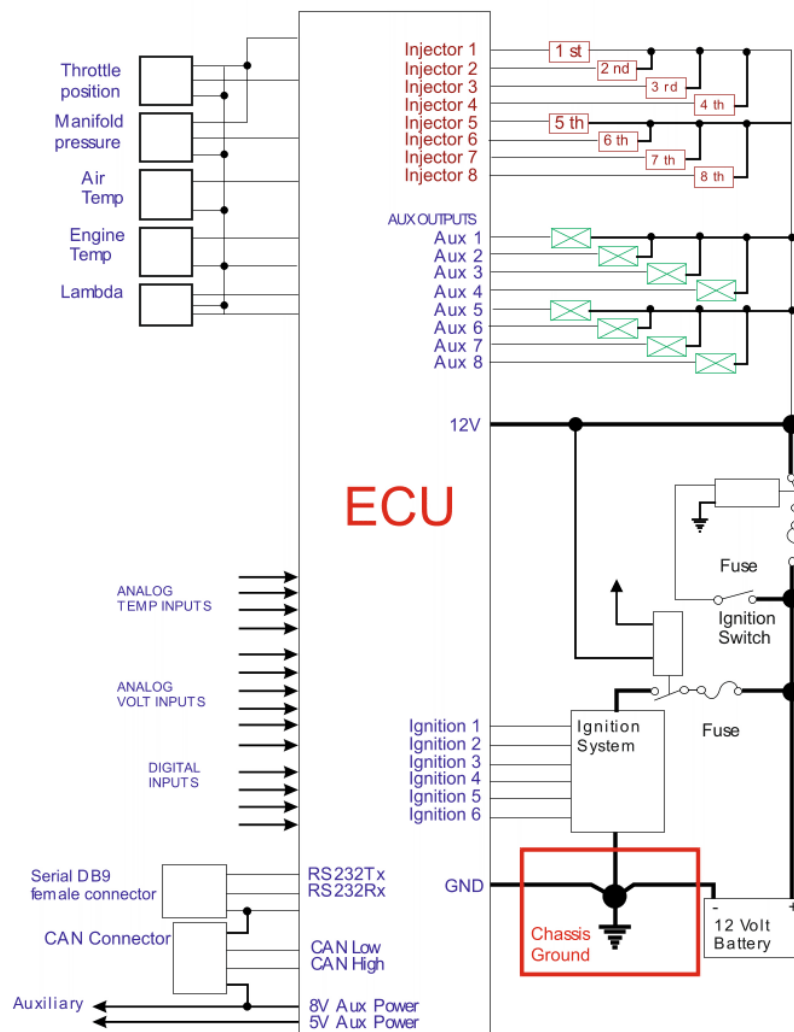 Throttle
position
Manifold
pressure
Air
Temp
Engine
Temp
Lambda
Injector 1
Injector 2
Injector 3
Injector 4
Injector 5
Injector 6
Injector 7
Injector 8
1 st
2 nd
3 rd
4 th
5 th
6 th
7 th
8 th
AUX OUTPUTS
Aux 1
Aux 2
Aux 3
Aux 4
Aux 5
Aux 6
Aux 7
Aux 8
12V
ECU
Fuse
Ignition
Switch
ANALOG
TEMP INPUTS
ANALOG
VOLT INPUTS
DIGITAL
INPUTS
Ignition 1
Ignition 2
Ignition 3
Ignition 4
Ignition 5
Ignition 6
Ignition
System
Fuse
Serial DB9
female connector
RS232Tx
RS232Rx
GND
Chassis
Ground
- +
12 Volt
Battery
CAN Connector
CAN Low
CAN High
Auxiliary
8V Aux Power
5V Aux Power